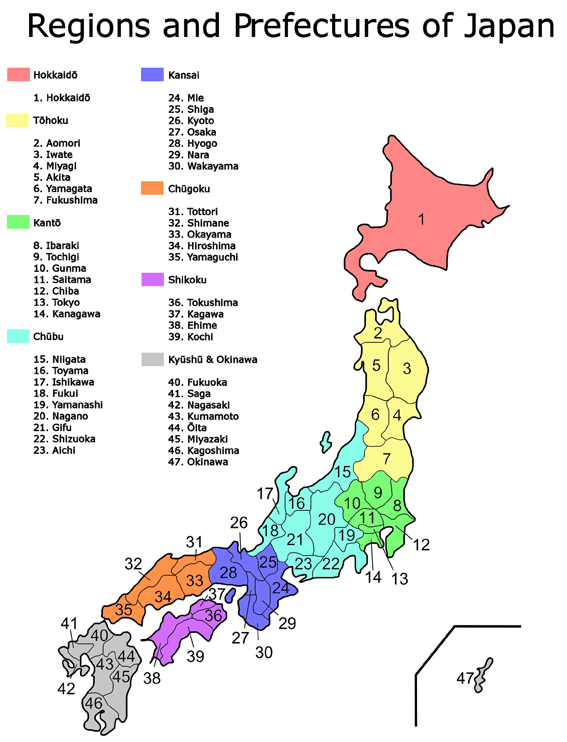 Regions and Prefectures of Japan
Hokkaidō
1. Hokkaidō
Tōhoku
2. Aomori
3. Iwate
4. Miyagi
5. Akita
6. Yamagata
7. Fukushima
Kantō
8. Ibaraki
9. Tochigi
10. Gunma
11. Saitama
12. Chiba
13. Tokyo
14. Kanagawa
Chūbu
15. Niigata
16. Toyama
17. Ishikawa
18. Fukui
19. Yamanashi
20. Nagano
21. Gifu
22. Shizuoka
23. Aichi
Kansai
24. Mie
25. Shiga
26. Kyoto
27. Osaka
28. Hyogo
29. Nara
30. Wakayama
Chūgoku
31. Tottori
32. Shimane
33. Okayama
34. Hiroshima
35. Yamaguchi
Shikoku
36. Tokushima
37. Kagawa
38. Ehime
39. Kochi
Kyūshū & Okinawa
40. Fukuoka
41. Saga
42. Nagasaki
43. Kumamoto
44. Ōita
45. Miyazaki
46. Kagoshima
47. Okinawa
1
2
5
3
6
4
7
15
9
17
16
10
8
20
11
18
26
21
19
12
31
25
23
22
14
13
32
28
33
24
37
34
36
35
29
27
41
40
39
30
44
43
38
45
42
46
47